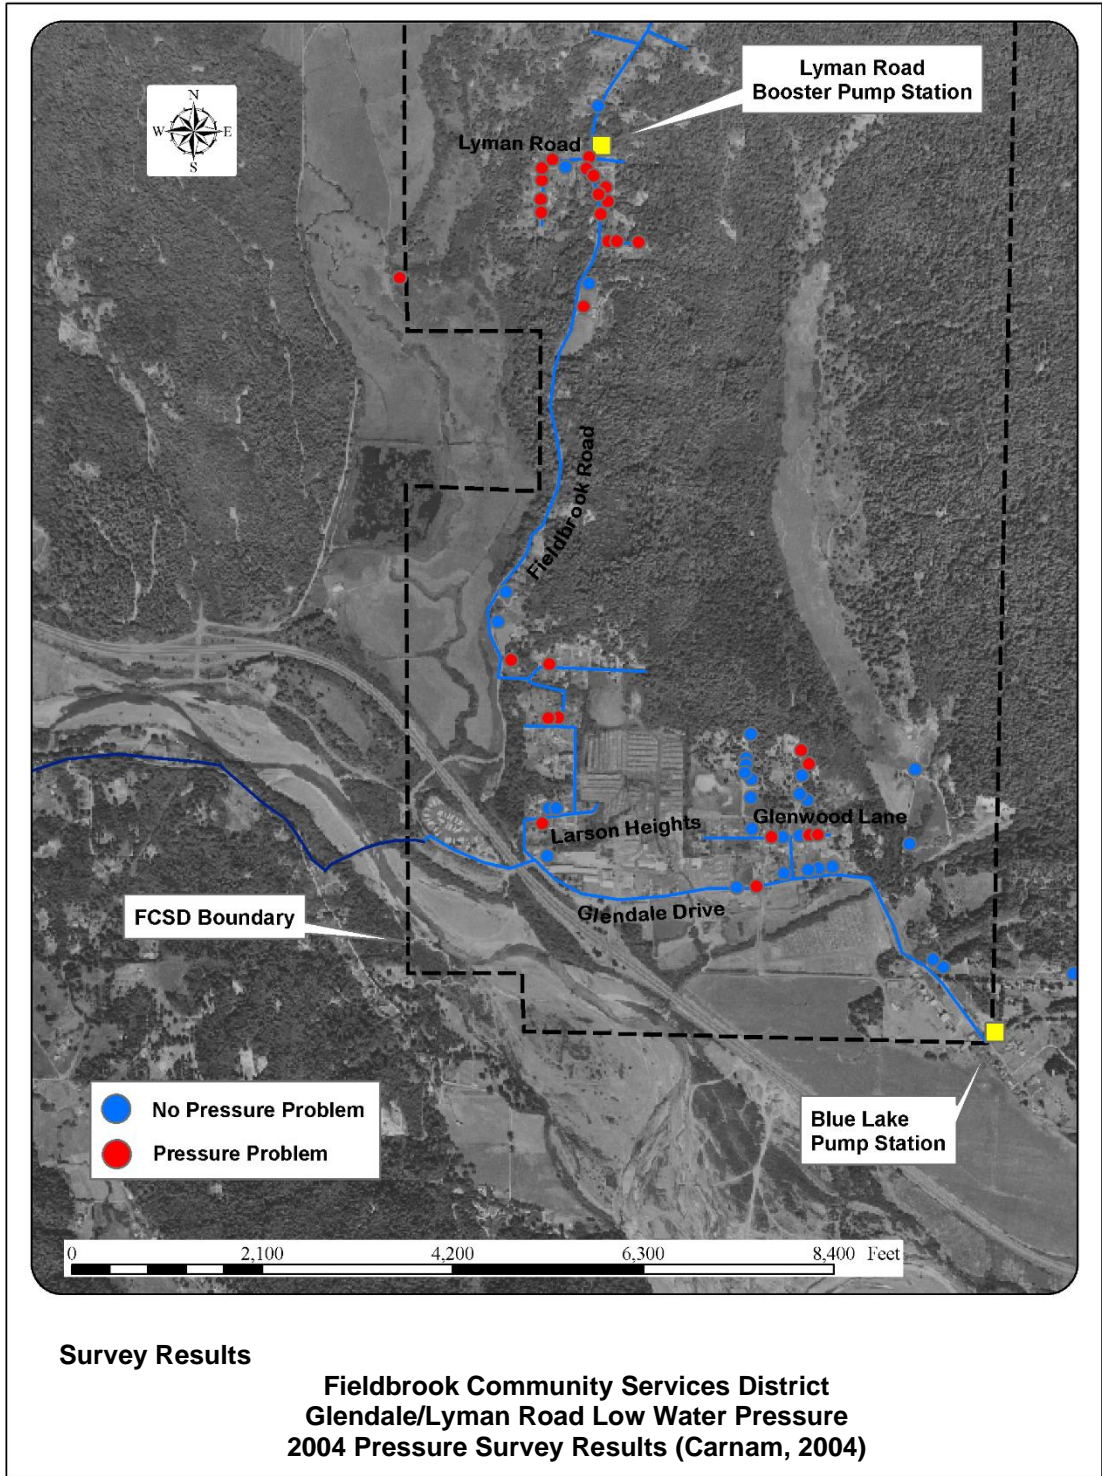 Lyman Road
Booster Pump Station
N
W E
S
Lyman Road
Fieldbrook Road
Glenwood Lane
Larson Heights
Glendale Drive
FCSD Boundary
No Pressure Problem
Pressure Problem
Blue Lake
Pump Station
0 2,100 4,200 6,300 8,400 Feet
Survey Results
Fieldbrook Community Services District
Glendale/Lyman Road Low Water Pressure
2004 Pressure Survey Results (Carnam, 2004)